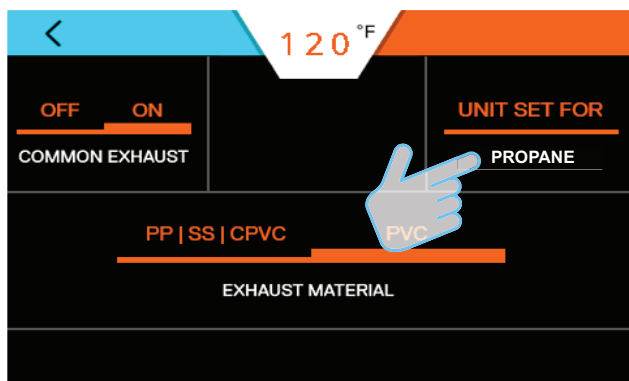 120°F
OFF ON
COMMON EXHAUST
UNIT SET FOR
PROPANE
PP | SS | CPVC PVC
EXHAUST MATERIAL